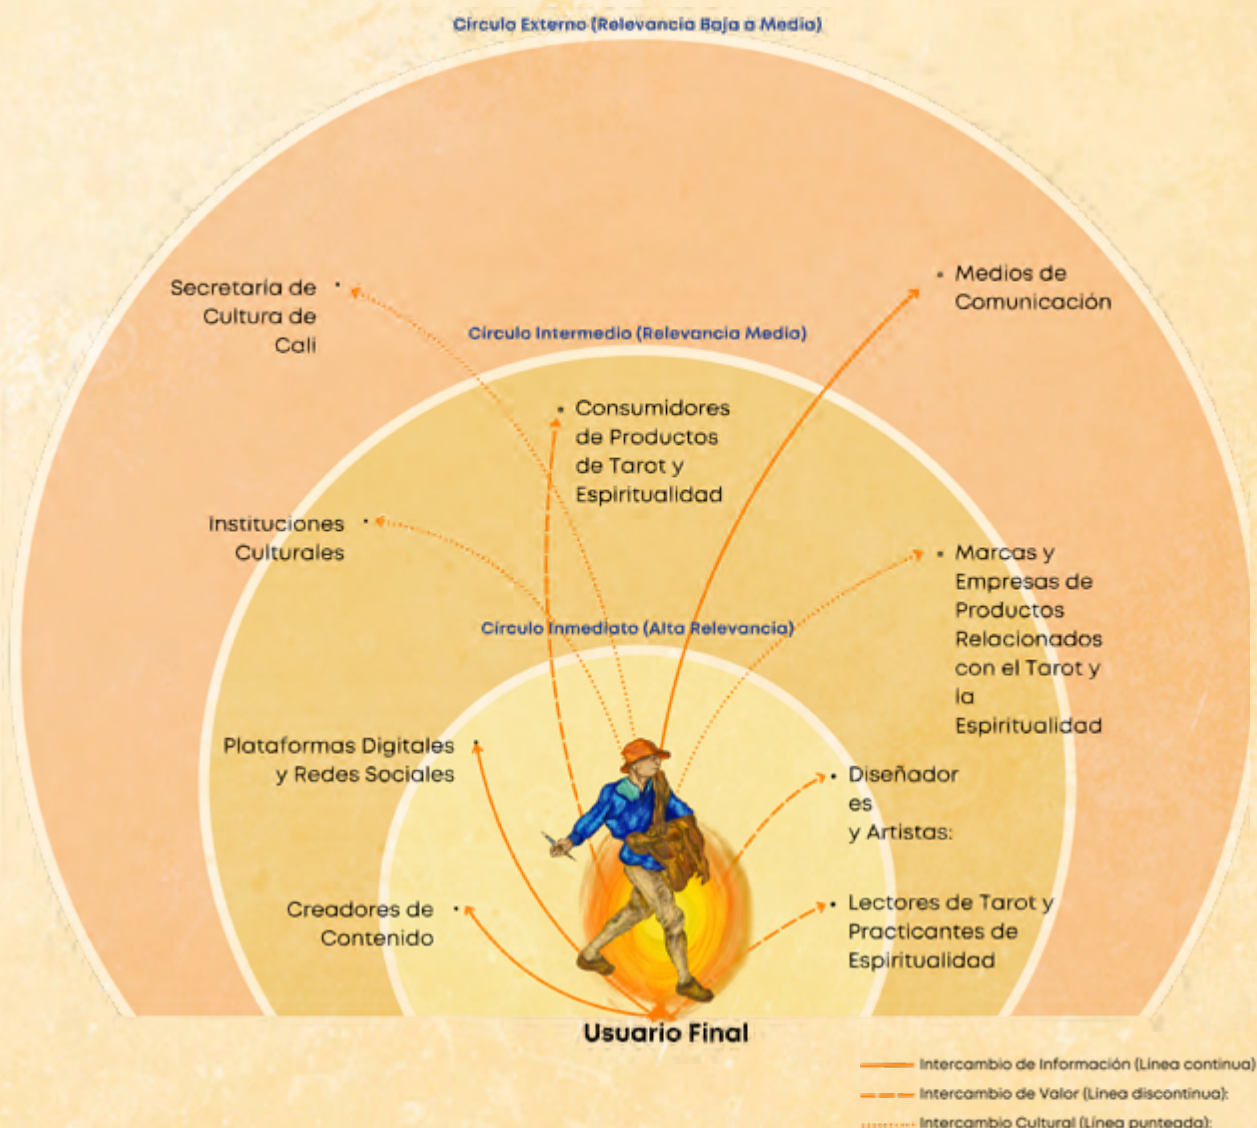 Círculo Externo (Relevancia Baja a Media)
Secretaría de
Cultura de
Cali
Medios de
Comunicación
Círculo Intermedio (Relevancia Media)
Consumidores
de Productos
de Tarot y
Espiritualidad
Instituciones
Culturales
Marcas y
Empresas de
Productos
Relacionados
con el Tarot y
la
Espiritualidad
Círculo Inmediato (Alta Relevancia)
Plataformas Digitales
y Redes Sociales
Diseñador
es
y Artistas:
Creadores de
Contenido
Lectores de Tarot y
Practicantes de
Espiritualidad
Usuario Final
Intercambio de Información (Línea continua)
Intercambio de Valor (Línea discontinua):
Intercambio Cultural (Línea punteada):